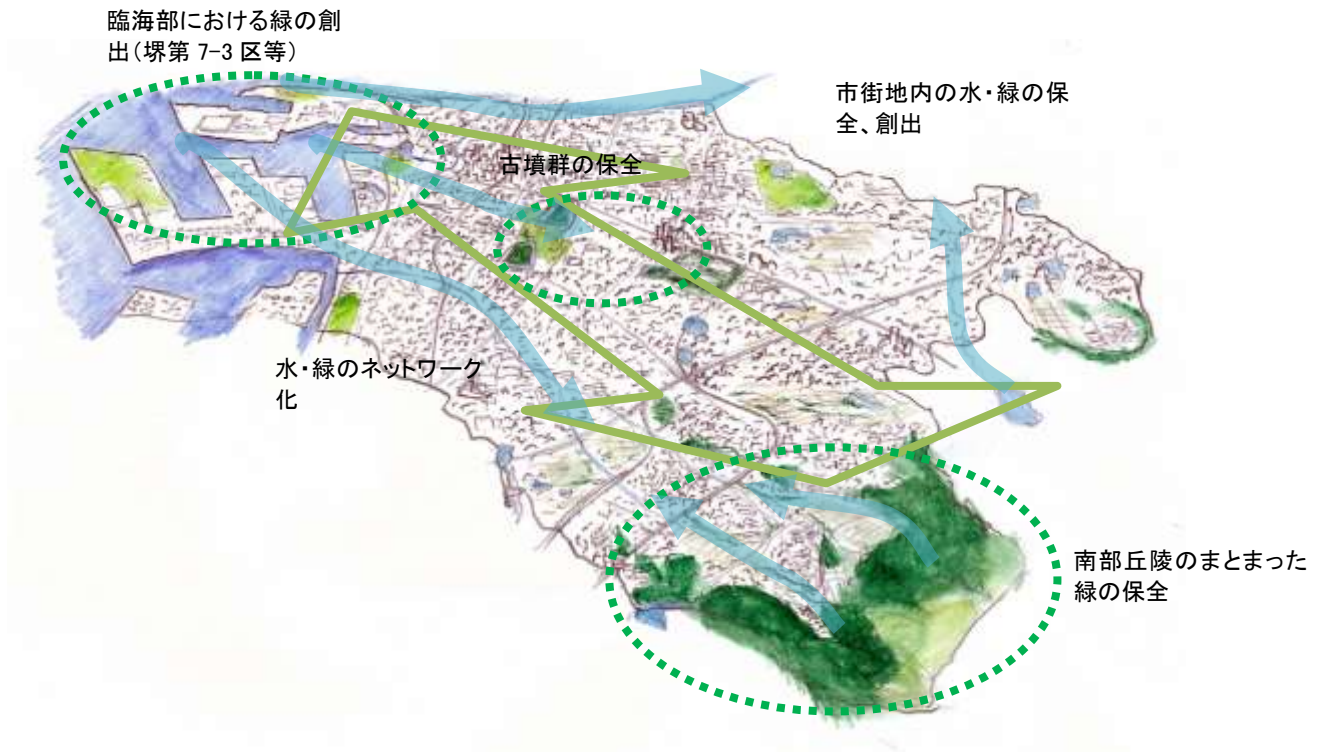 臨海部における緑の創
出（堺第 7-3 区等）
市街地内の水・緑の保
全、創出
古墳群の保全
水・緑のネットワーク
化
南部丘陵のまとまった
緑の保全